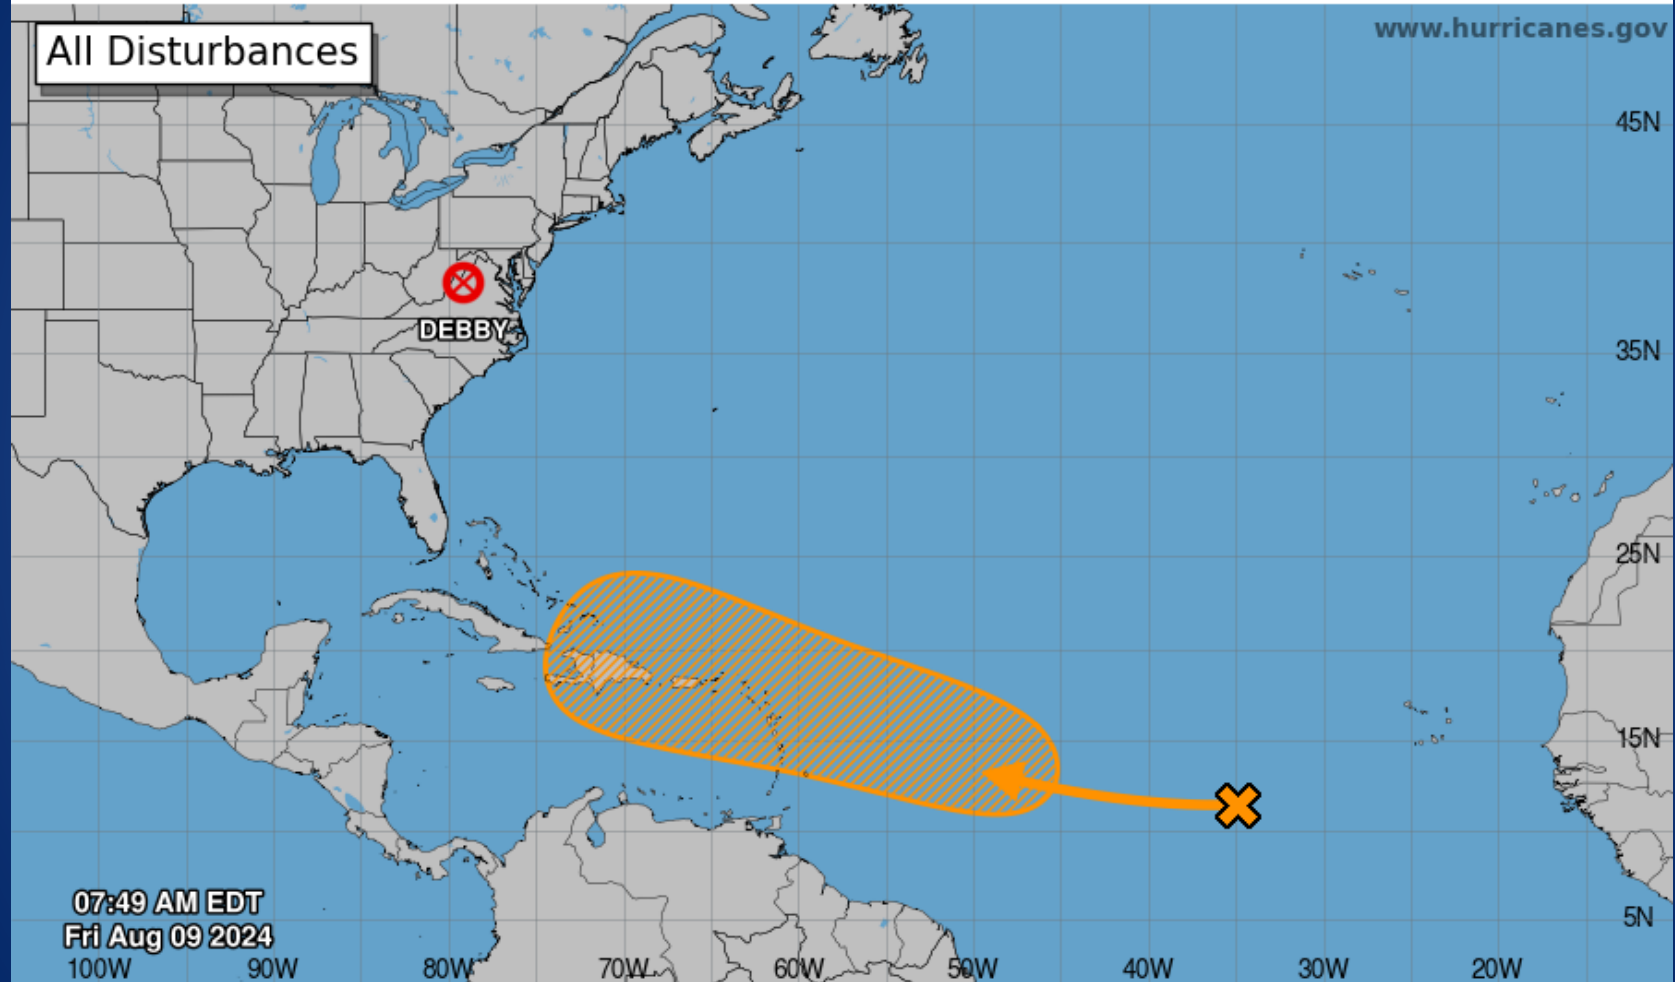 All Disturbances
www.hurricanes.gov
45N
DEBBY
35N
25N
15N
5N
07:49 AM EDT
Fri Aug 09 2024
100W 90W 80W 70W 60W 50W 40W 30W 20W